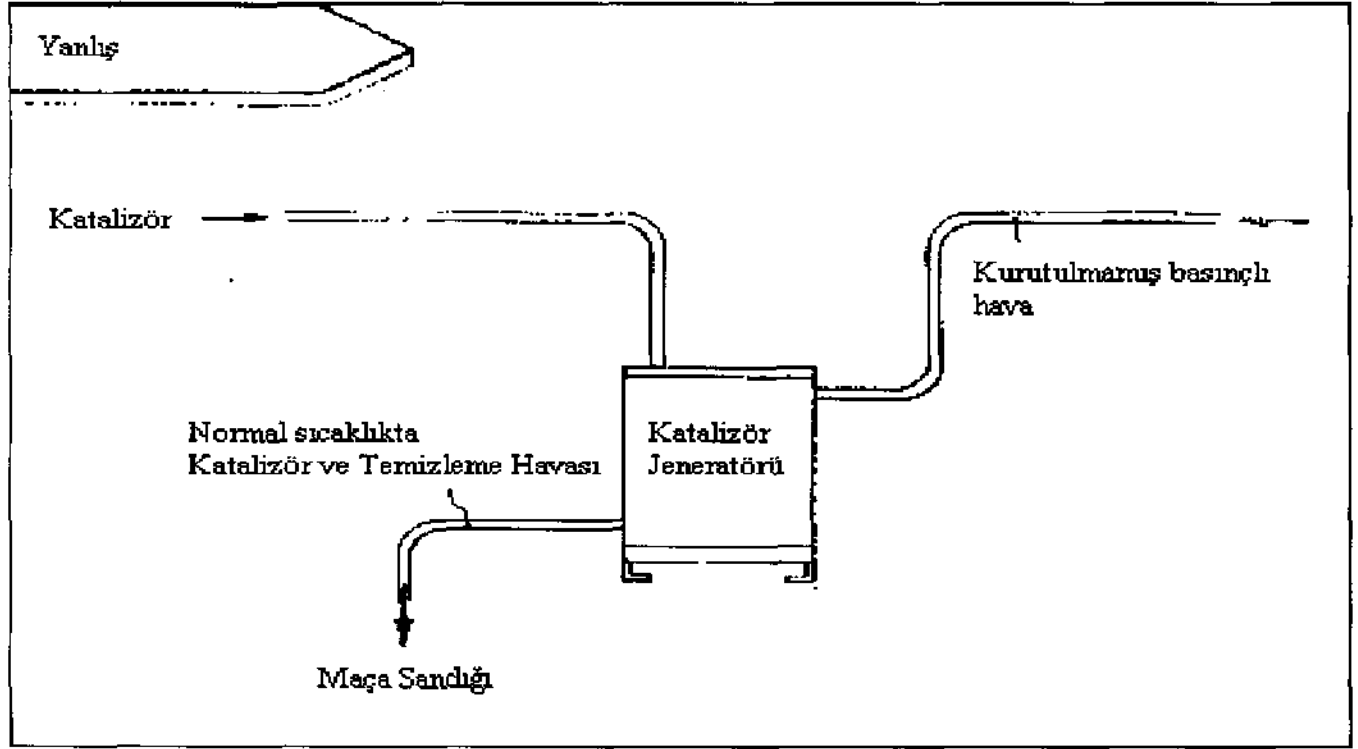 Yanlış
Katalizör
Kurutulmamış basınçlı
hava
Normal sıcaklıkta
Katalizör ve Temizleme Havası
Katalizör
Jeneratörü
Maça Sandığı